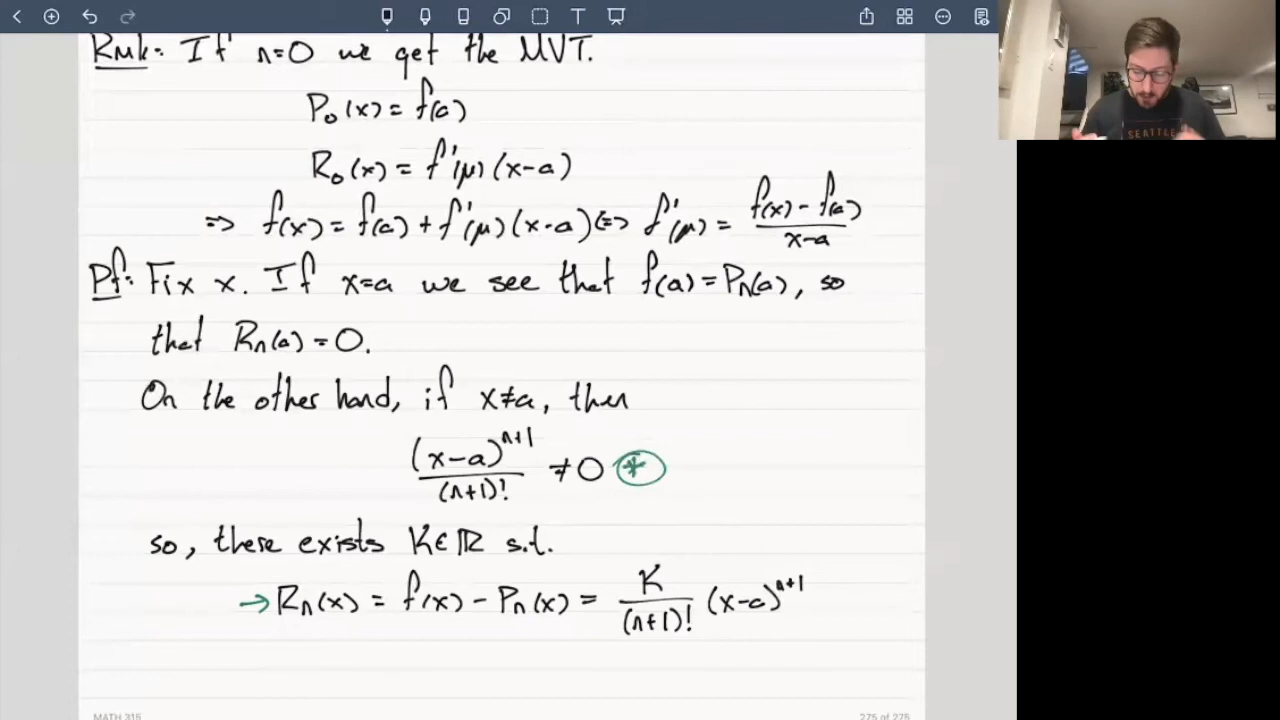 Rmk: If n=0 we get the MVT.
P₀(x) = f(a)
R₀(x) = f'(μ)(x-a)
⇒ f(x) = f(a) + f'(μ)(x-a) ⇔ f'(μ) = (f(x) - f(a))/(x-a)
Pf: Fix x. If x=a we see that f(a) = Pₙ(a), so
that Rₙ(a) = 0.
On the other hand, if x≠a, then
(x-a)ⁿ⁺¹/(n+1)! ≠ 0 *
so, there exists K∈ℝ s.t.
→ Rₙ(x) = f(x) - Pₙ(x) = K/(n+1)! (x-a)ⁿ⁺¹
MATH 315
275 of 275
SEATTLE